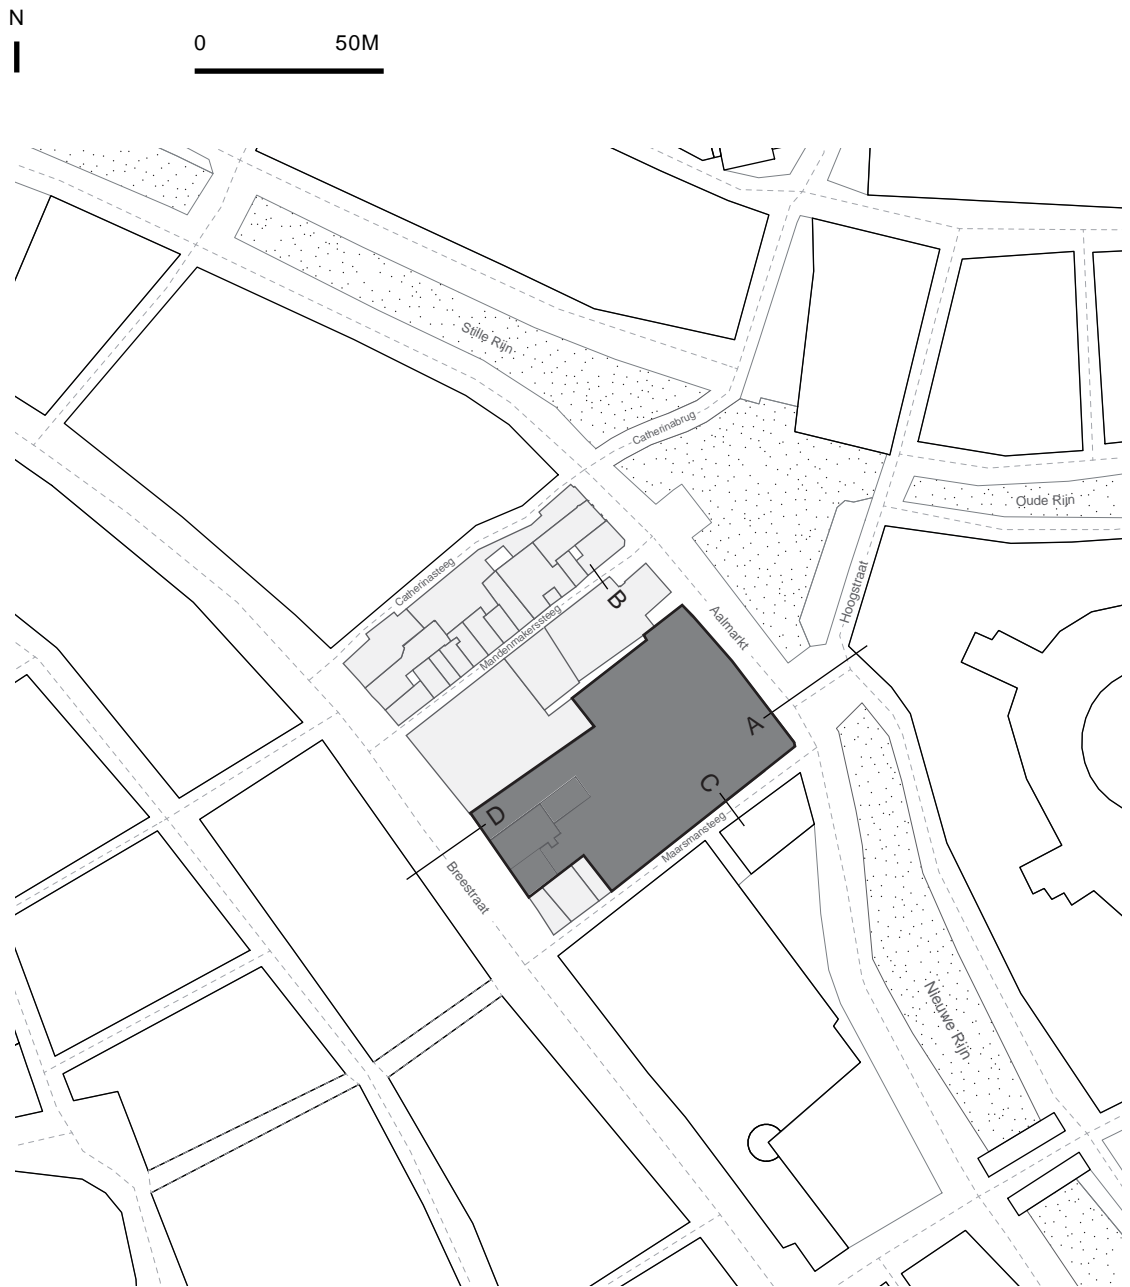 N
0 50M
Stille Rijn
Catherinabrug
Oude Rijn
Catherinasteeg
Hoogstraat
B
Mandenmakerssteeg
Aalmarkt
A
C
D
Maarsmansteeg
Breestraat
Nieuwe Rijn